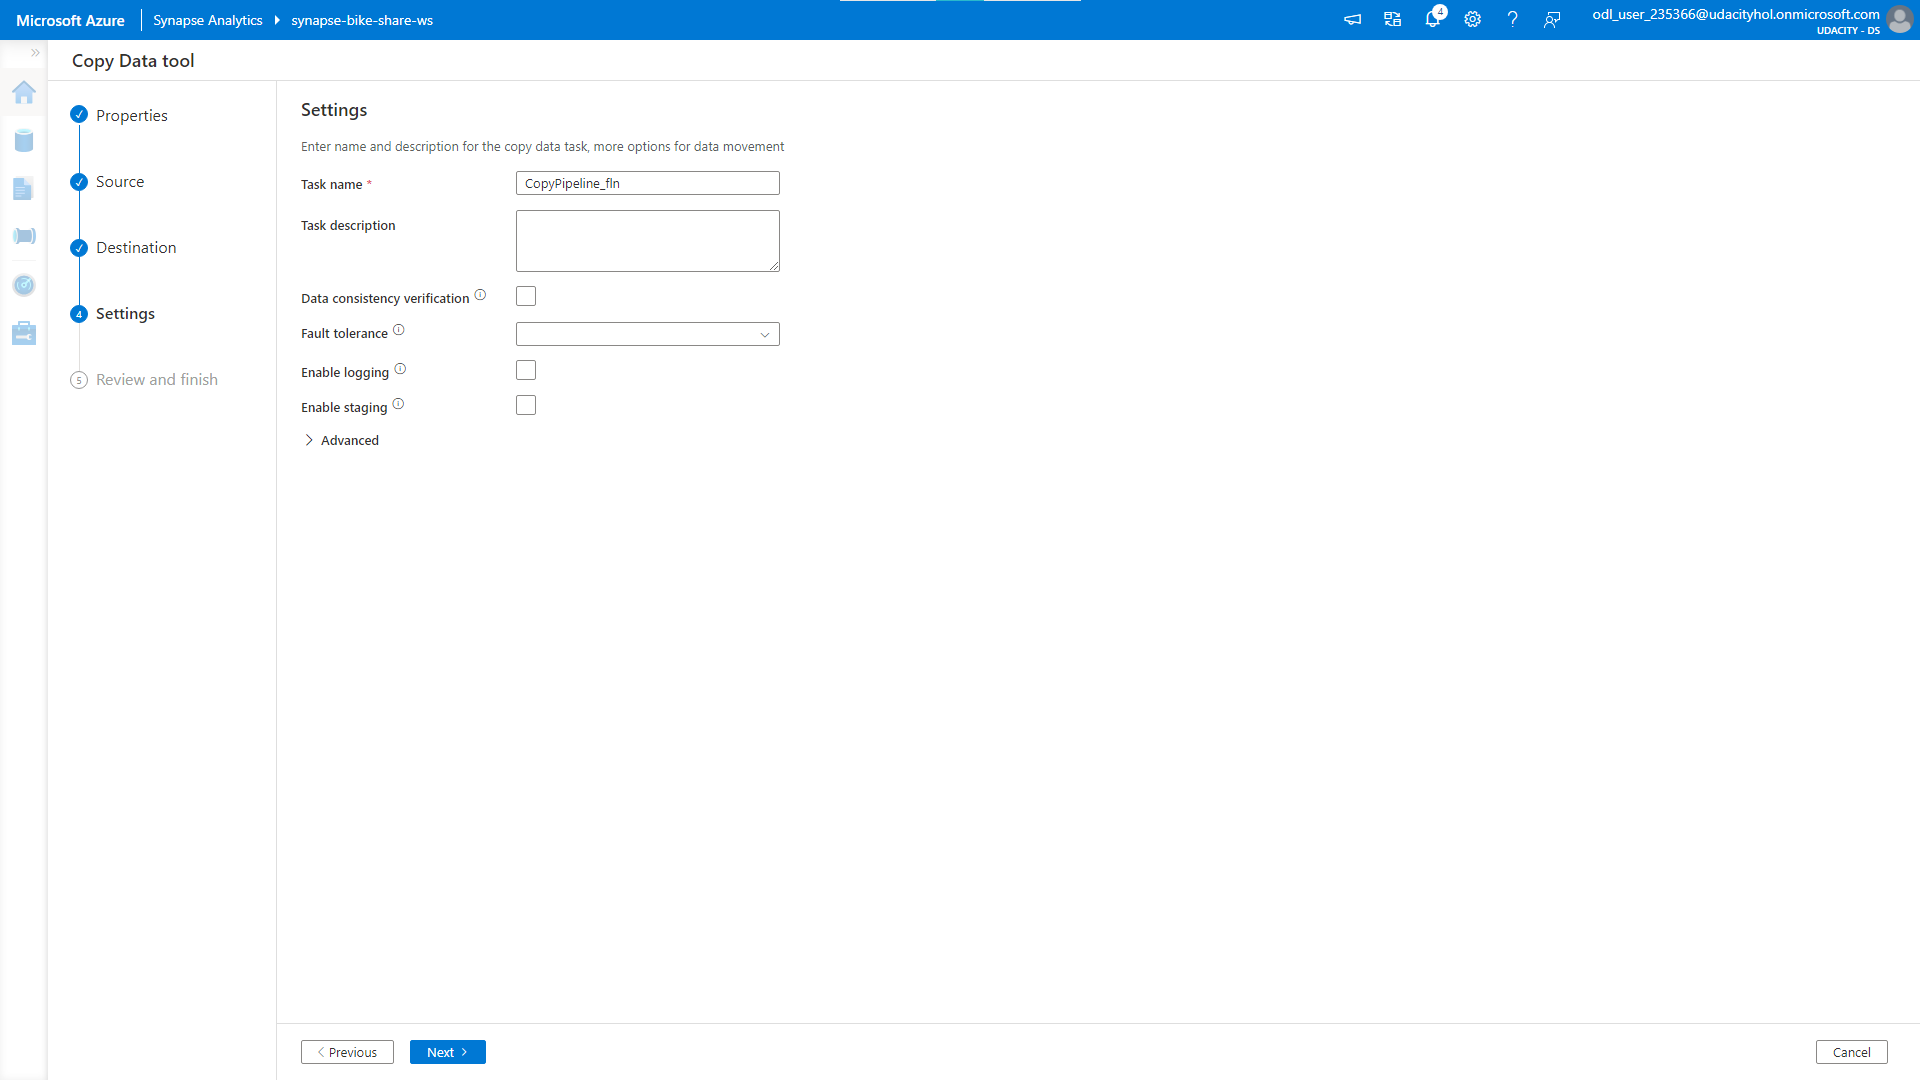 Microsoft Azure
Synapse Analytics
synapse-bike-share-ws
4
odl_user_235366@udacityhol.onmicrosoft.com
UDACITY - DS
Copy Data tool
Properties
Source
Destination
4 Settings
5 Review and finish
Settings
Enter name and description for the copy data task, more options for data movement
Task name *
CopyPipeline_fln
Task description
Data consistency verification
Fault tolerance
Enable logging
Enable staging
Advanced
Previous
Next
Cancel